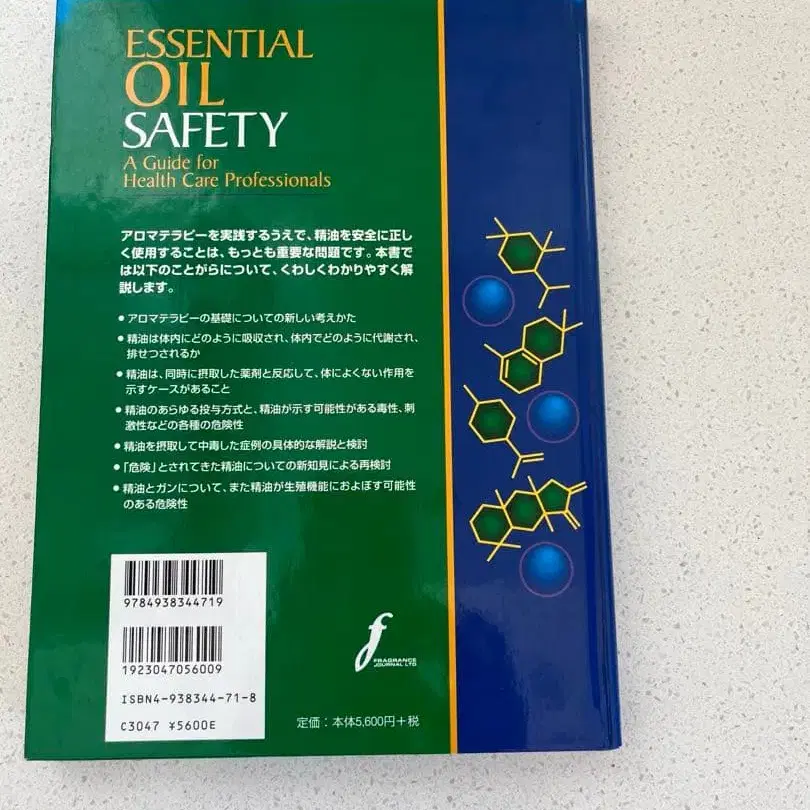 ESSENTIAL
OIL
SAFETY
A Guide for
Health Care Professionals
アロマテラピーを実践するうえで、精油を安全に正し
く使用することは、もっとも重要な問題です。本書で
は以下のことがらについて、くわしくわかりやすく解
説します。
● アロマテラピーの基礎についての新しい考えかた
● 精油は体内にどのように吸収され、体内でどのように代謝され、
排せつされるか
● 精油は、同時に摂取した薬剤と反応して、体によくない作用を
示すケースがあること
● 精油のあらゆる投与方式と、精油が示す可能性がある毒性、刺
激性などの各種の危険性
● 精油を摂取して中毒した症例の具体的な解説と検討
● 「危険」とされてきた精油についての新知見による再検討
● 精油とガンについて、また精油が生殖機能におよぼす可能性
のある危険性
9784938344719
1923047056009
ISBN4-938344-71-8
C3047 ¥5600E
f
FRAGRANCE
JOURNAL LTD
定価：本体5,600円＋税